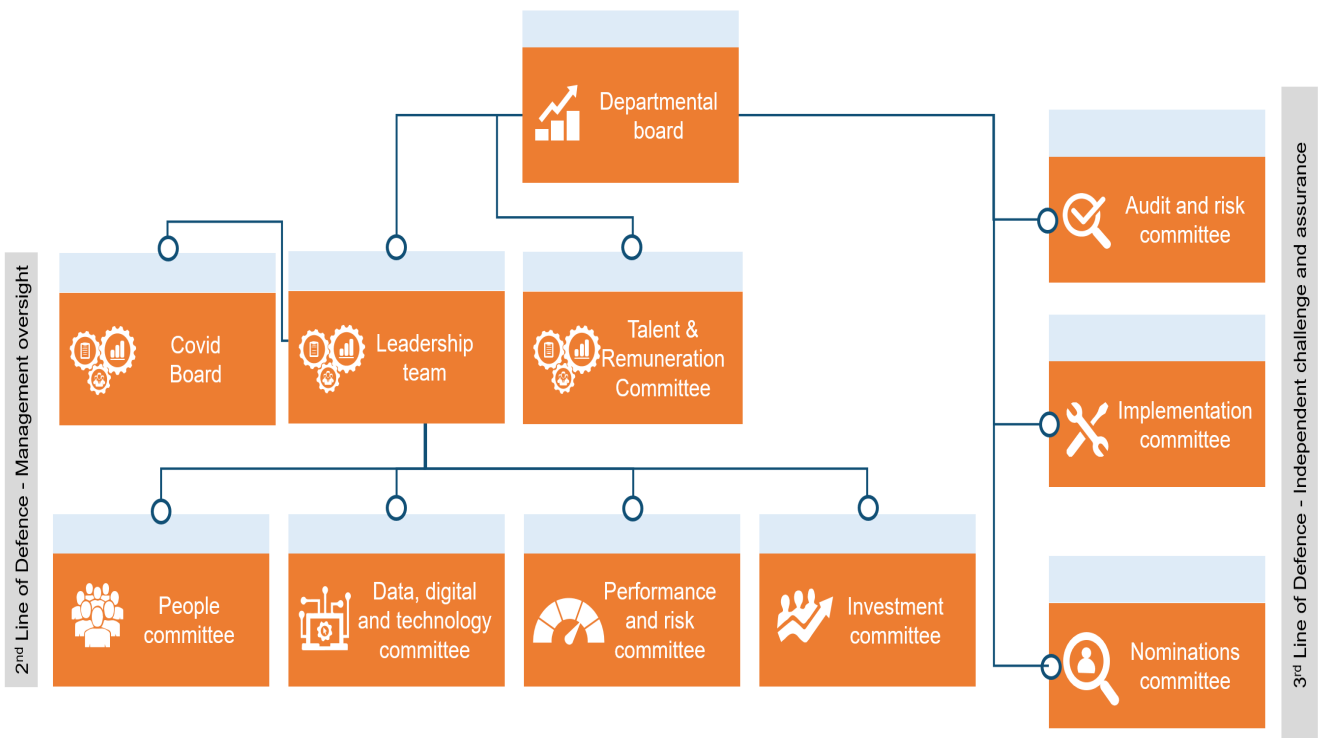 Departmental
board
Audit and risk
committee
Covid
Board
Leadership
team
Talent &
Remuneration
Committee
Implementation
committee
People
committee
Data, digital
and technology
committee
Performance
and risk
committee
Investment
committee
Nominations
committee
2nd Line of Defence - Management oversight
3rd Line of Defence - Independent challenge and assurance